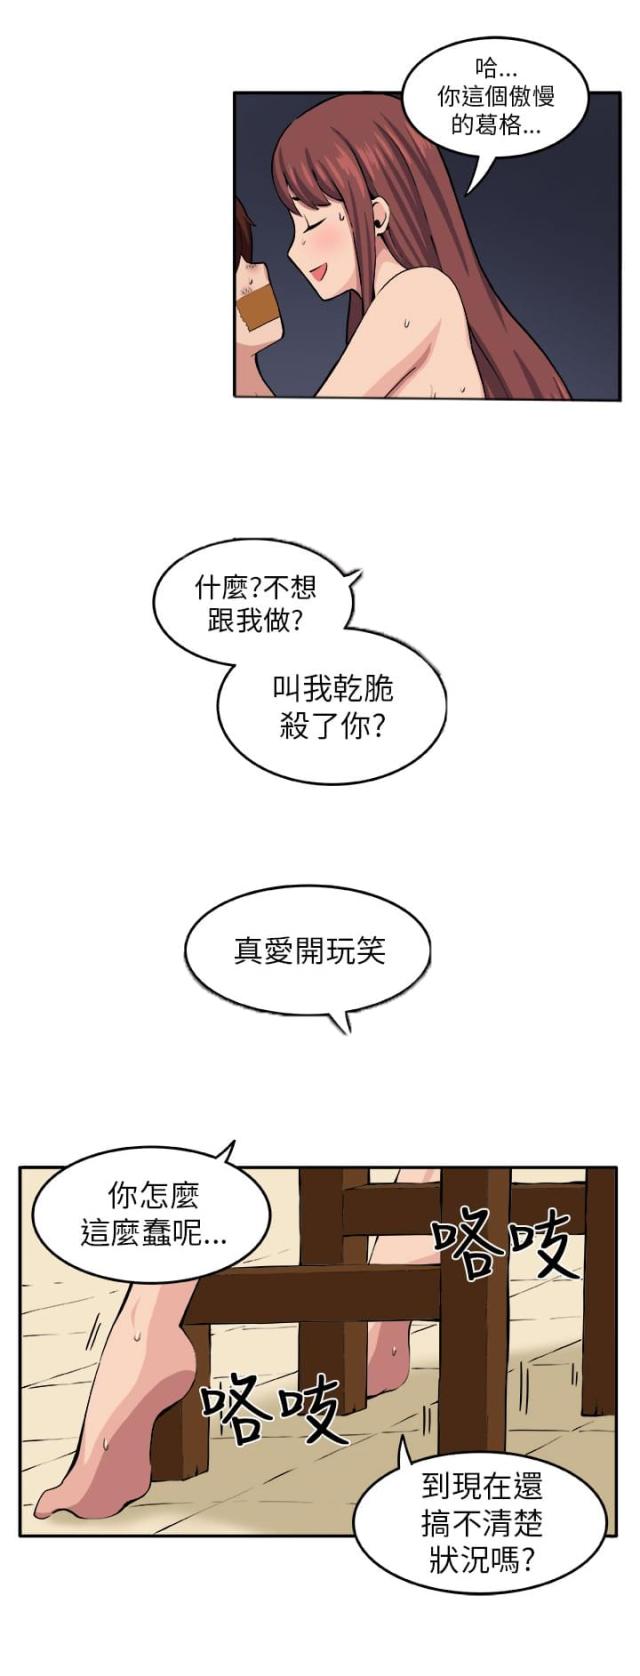 哈...
你這個傲慢
的葛格...
什麼?不想
跟我做?
叫我乾脆
殺了你?
真愛開玩笑
你怎麼
這麼蠢呢...
咯吱
咯吱
到現在還
搞不清楚
狀況嗎?